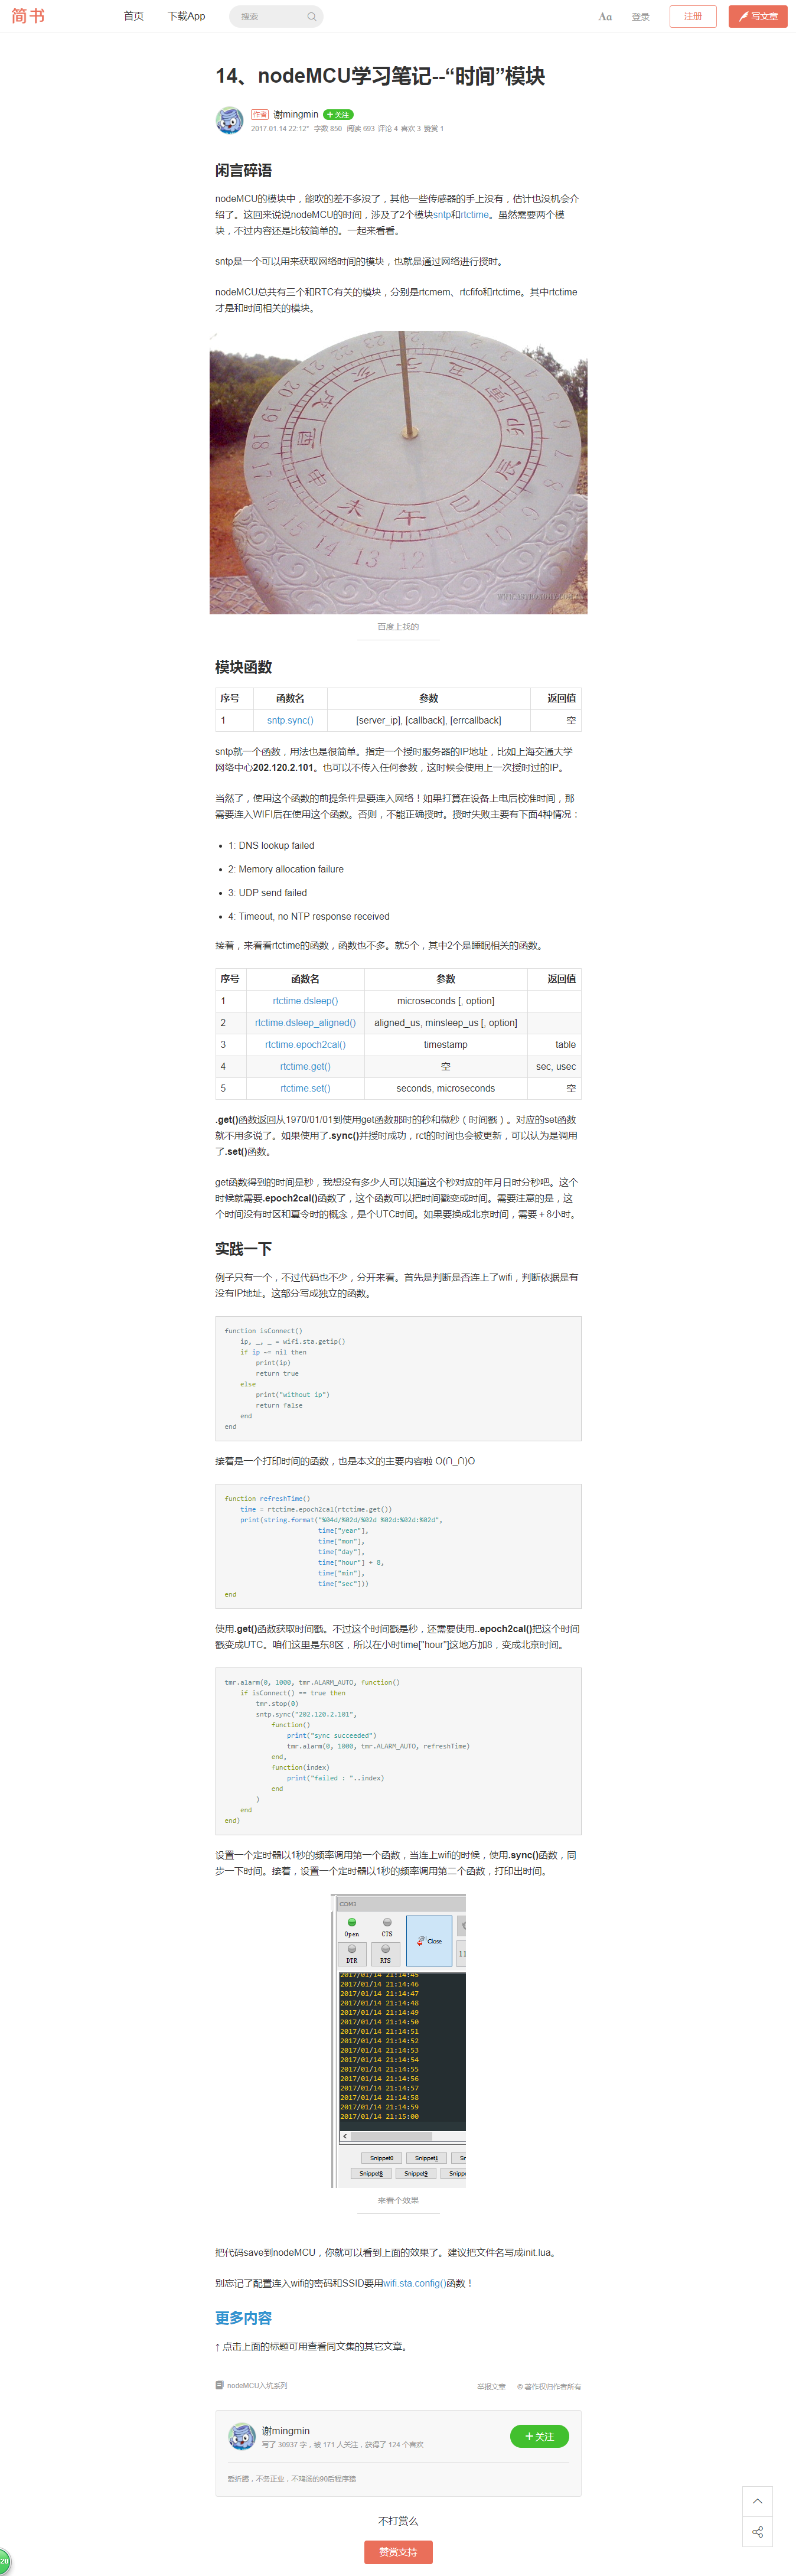 简书
首页
下载App
搜索
Aa
登录
注册
写文章
14、nodeMCU学习笔记--“时间”模块
作者 谢mingmin +关注
2017.01.14 22:12* 字数 850 阅读 693 评论 4 喜欢 3 赞赏 1
闲言碎语
nodeMCU的模块中，能吹的差不多没了，其他一些传感器的手上没有，估计也没机会介
绍了。这回来说说nodeMCU的时间，涉及了2个模块sntp和rtctime。虽然需要两个模
块，不过内容还是比较简单的。一起来看看。
sntp是一个可以用来获取网络时间的模块，也就是通过网络进行授时。
nodeMCU总共有三个和RTC有关的模块，分别是rtcmem、rtcfifo和rtctime。其中rtctime
才是和时间相关的模块。
百度上找的
模块函数
序号 函数名 参数 返回值
1 sntp.sync() [server_ip], [callback], [errcallback] 空
sntp就一个函数，用法也是很简单。指定一个授时服务器的IP地址，比如上海交通大学
网络中心202.120.2.101。也可以不传入任何参数，这时候会使用上一次授时过的IP。
当然了，使用这个函数的前提条件是要连入网络！如果打算在设备上电后校准时间，那
需要连入WIFI后在使用这个函数。否则，不能正确授时。授时失败主要有下面4种情况：
• 1: DNS lookup failed
• 2: Memory allocation failure
• 3: UDP send failed
• 4: Timeout, no NTP response received
接着，来看看rtctime的函数，函数也不多。就5个，其中2个是睡眠相关的函数。
序号 函数名 参数 返回值
1 rtctime.dsleep() microseconds [, option]
2 rtctime.dsleep_aligned() aligned_us, minsleep_us [, option]
3 rtctime.epoch2cal() timestamp table
4 rtctime.get() 空 sec, usec
5 rtctime.set() seconds, microseconds 空
.get()函数返回从1970/01/01到使用get函数那时的秒和微秒（时间戳）。对应的set函数
就不用多说了。如果使用了.sync()并授时成功，rct的时间也会被更新，可以认为是调用
了.set()函数。
get函数得到的时间是秒，我想没有多少人可以知道这个秒对应的年月日时分秒吧。这个
时候就需要.epoch2cal()函数了，这个函数可以把时间戳变成时间。需要注意的是，这
个时间没有时区和夏令时的概念，是个UTC时间。如果要换成北京时间，需要＋8小时。
实践一下
例子只有一个，不过代码也不少，分开来看。首先是判断是否连上了wifi，判断依据是有
没有IP地址。这部分写成独立的函数。
function isConnect()
ip, _, _ = wifi.sta.getip()
if ip ~= nil then
print(ip)
return true
else
print("without ip")
return false
end
end
接着是一个打印时间的函数，也是本文的主要内容啦 O(∩_∩)O
function refreshTime()
time = rtctime.epoch2cal(rtctime.get())
print(string.format("%04d/%02d/%02d %02d:%02d:%02d",
time["year"],
time["mon"],
time["day"],
time["hour"] + 8,
time["min"],
time["sec"]))
end
使用.get()函数获取时间戳。不过这个时间戳是秒，还需要使用..epoch2cal()把这个时间
戳变成UTC。咱们这里是东8区，所以在小时time["hour"]这地方加8，变成北京时间。
tmr.alarm(0, 1000, tmr.ALARM_AUTO, function()
if isConnect() == true then
tmr.stop(0)
sntp.sync("202.120.2.101",
function()
print("sync succeeded")
tmr.alarm(0, 1000, tmr.ALARM_AUTO, refreshTime)
end,
function(index)
print("failed : "..index)
end
)
end
end)
设置一个定时器以1秒的频率调用第一个函数，当连上wifi的时候，使用.sync()函数，同
步一下时间。接着，设置一个定时器以1秒的频率调用第二个函数，打印出时间。
COM3
Open CTS Close
DTR RTS 11
2017/01/14 21:14:45
2017/01/14 21:14:46
2017/01/14 21:14:47
2017/01/14 21:14:48
2017/01/14 21:14:49
2017/01/14 21:14:50
2017/01/14 21:14:51
2017/01/14 21:14:52
2017/01/14 21:14:53
2017/01/14 21:14:54
2017/01/14 21:14:55
2017/01/14 21:14:56
2017/01/14 21:14:57
2017/01/14 21:14:58
2017/01/14 21:14:59
2017/01/14 21:15:00
Snippet0 Snippet1
Snippet8 Snippet9
来看个效果
把代码save到nodeMCU，你就可以看到上面的效果了。建议把文件名写成init.lua。
别忘记了配置连入wifi的密码和SSID要用wifi.sta.config()函数！
更多内容
↑ 点击上面的标题可用查看同文集的其它文章。
nodeMCU入坑系列 举报文章 © 著作权归作者所有
谢mingmin
写了 30937 字，被 171 人关注，获得了 124 个喜欢
+关注
爱折腾，不务正业，不鸡汤的90后程序猿
不打赏么
赞赏支持
20